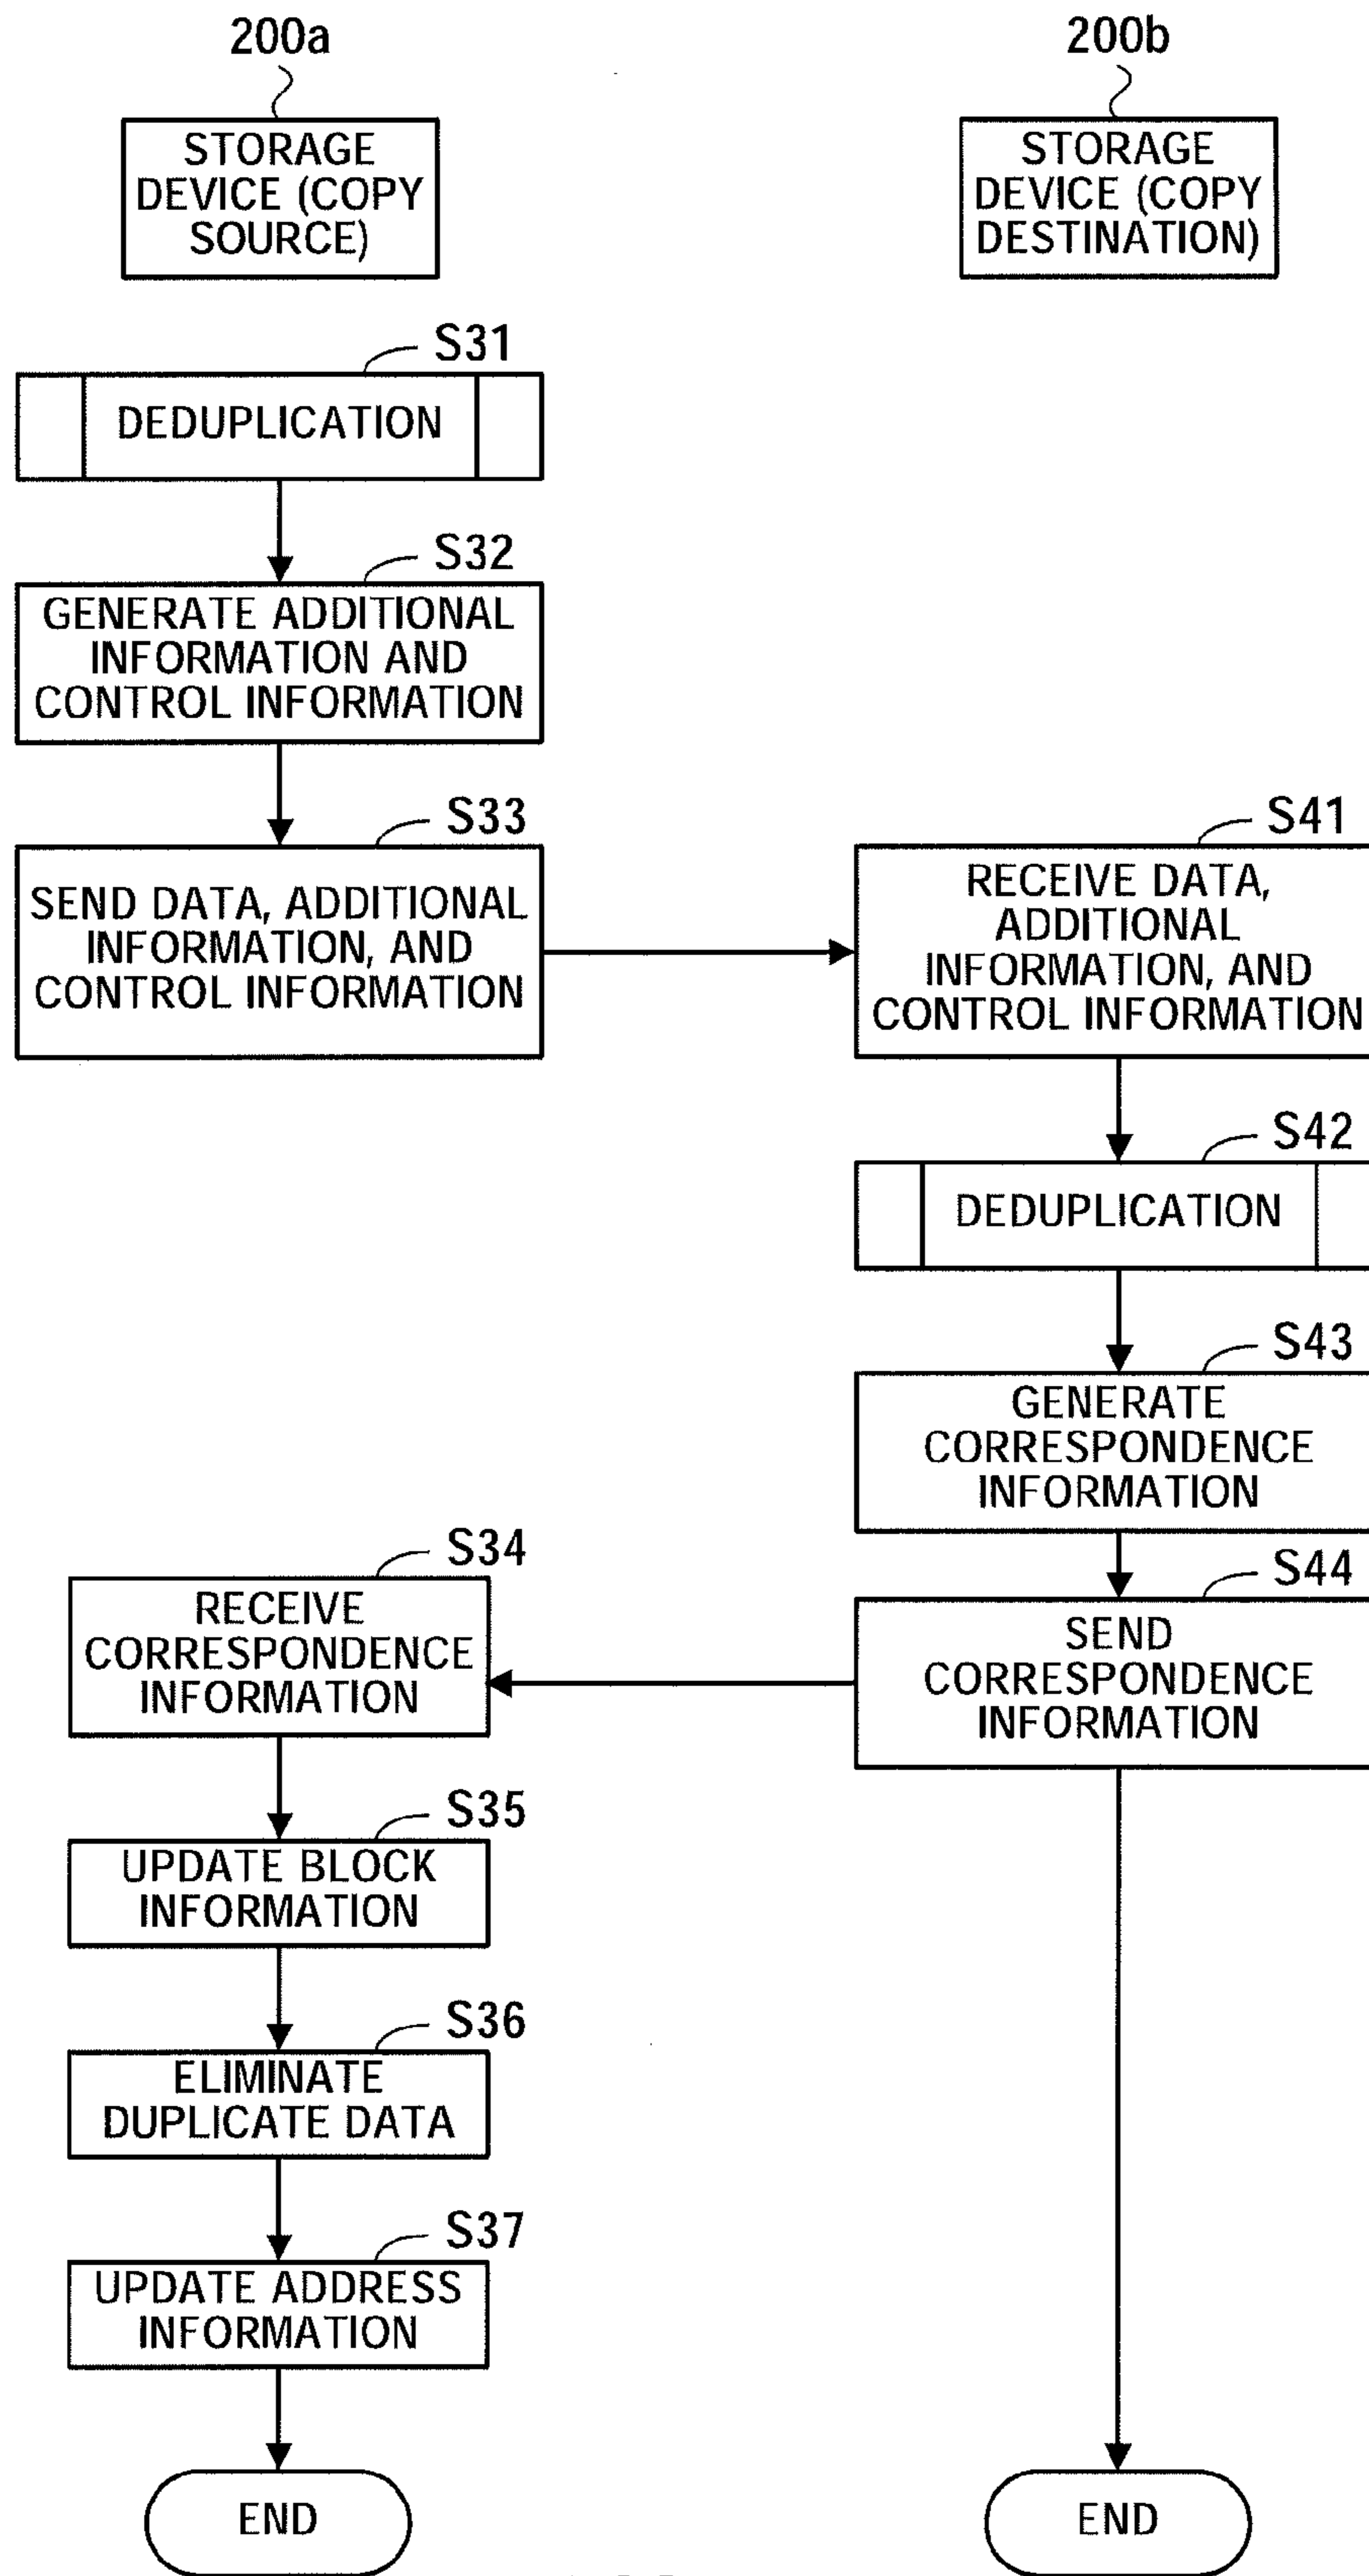 200a
STORAGE
DEVICE (COPY
SOURCE)
200b
STORAGE
DEVICE (COPY
DESTINATION)
S31
DEDUPLICATION
S32
GENERATE ADDITIONAL
INFORMATION AND
CONTROL INFORMATION
S33
SEND DATA, ADDITIONAL
INFORMATION, AND
CONTROL INFORMATION
S41
RECEIVE DATA,
ADDITIONAL
INFORMATION, AND
CONTROL INFORMATION
S42
DEDUPLICATION
S43
GENERATE
CORRESPONDENCE
INFORMATION
S44
SEND
CORRESPONDENCE
INFORMATION
S34
RECEIVE
CORRESPONDENCE
INFORMATION
S35
UPDATE BLOCK
INFORMATION
S36
ELIMINATE
DUPLICATE DATA
S37
UPDATE ADDRESS
INFORMATION
END
END